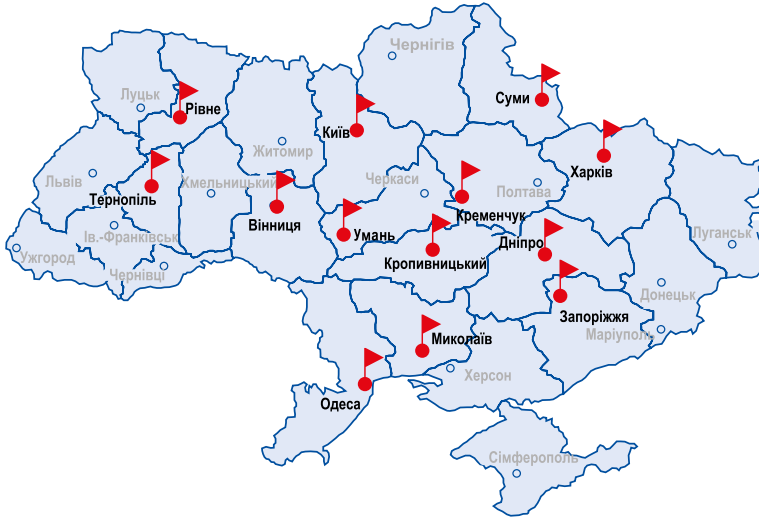 Чернігів
Луцьк
Суми
Рівне
Київ
Житомир
Харків
Львів
Хмельницький
Черкаси
Полтава
Тернопіль
Кременчук
Вінниця
Умань
Ів.-Франківськ
Луганськ
Дніпро
Ужгород
Кропивницький
Чернівці
Донецьк
Запоріжжя
Маріуполь
Миколаїв
Херсон
Одеса
Сімферополь